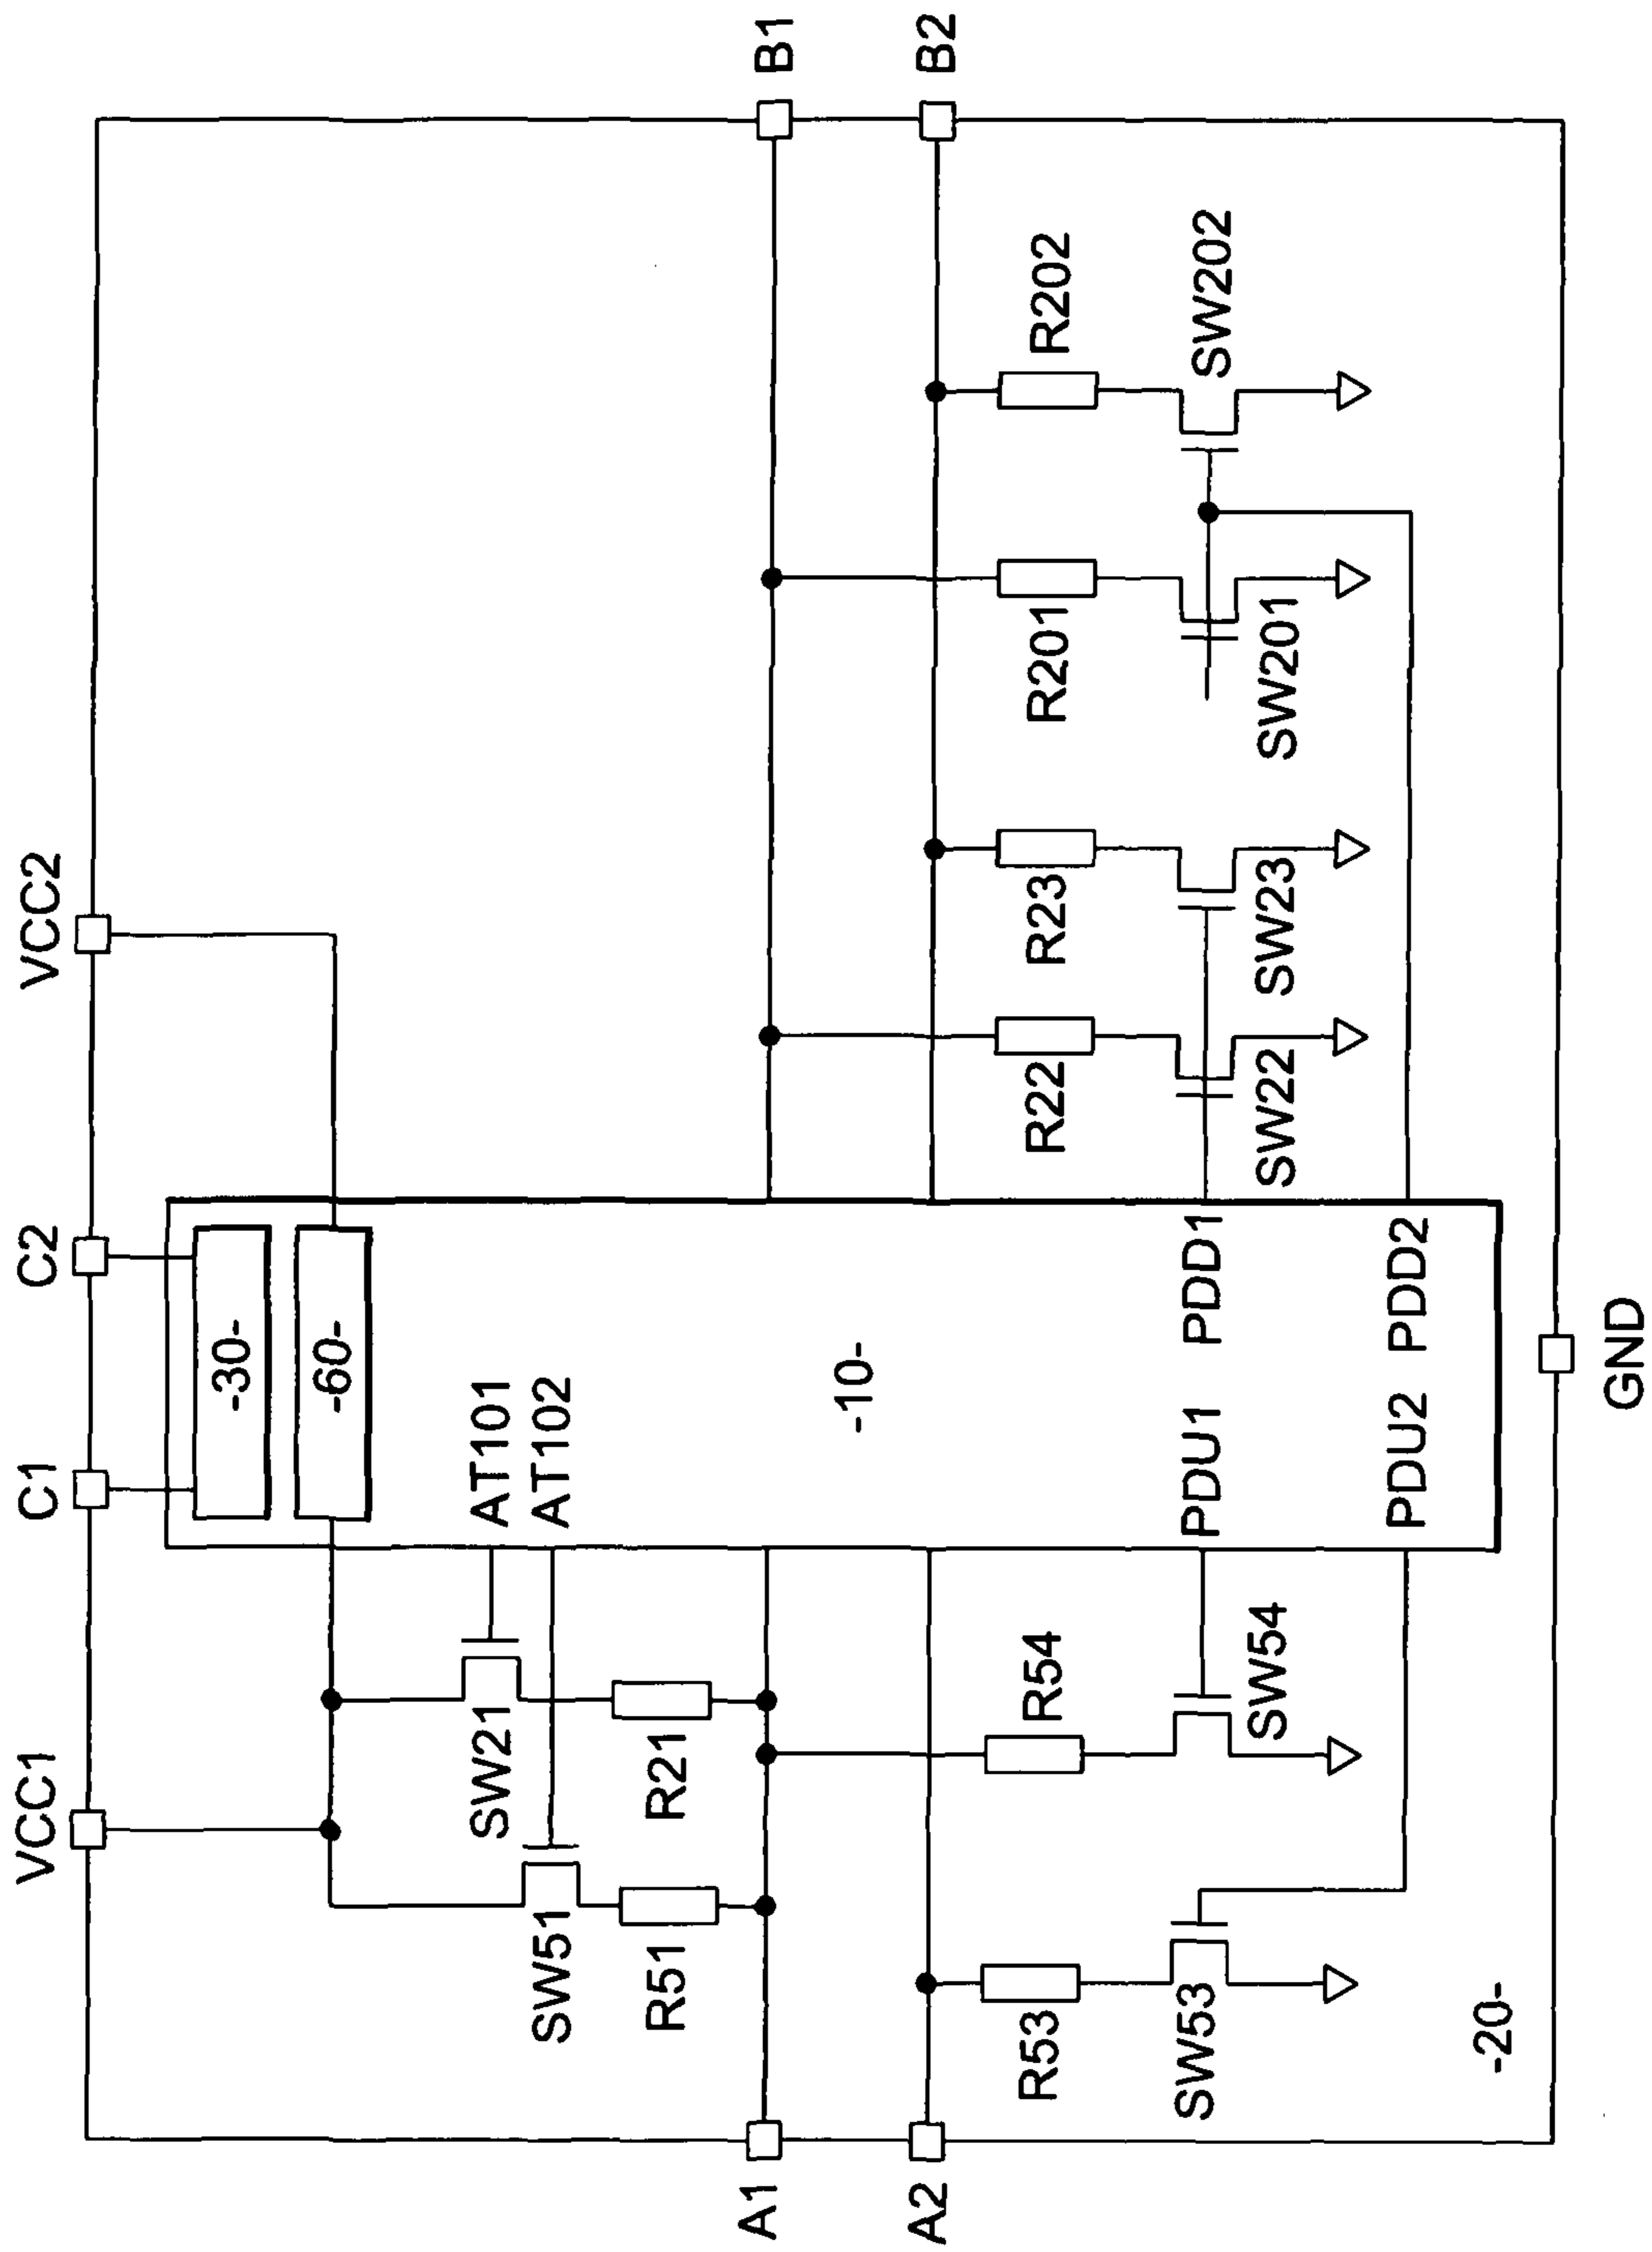 VCC1
C1
C2
VCC2
-30-
-60-
AT101
AT102
SW21
SW51
R21
R51
A1
B1
A2
B2
-10-
R54
R53
R22
R23
R201
R202
PDU1 PDD1
SW54
SW53
SW22
SW23
SW201
SW202
PDU2 PDD2
-20-
GND